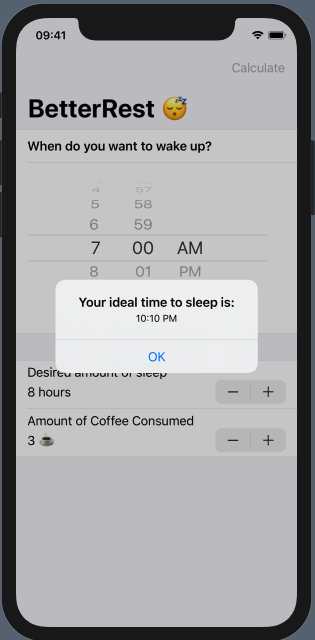 09:41
Calculate
BetterRest 😴
When do you want to wake up?
4 57
5 58
6 59
7 00 AM
8 01 PM
Your ideal time to sleep is:
10:10 PM
OK
Desired amount of sleep
8 hours
− +
Amount of Coffee Consumed
3 ☕️
− +